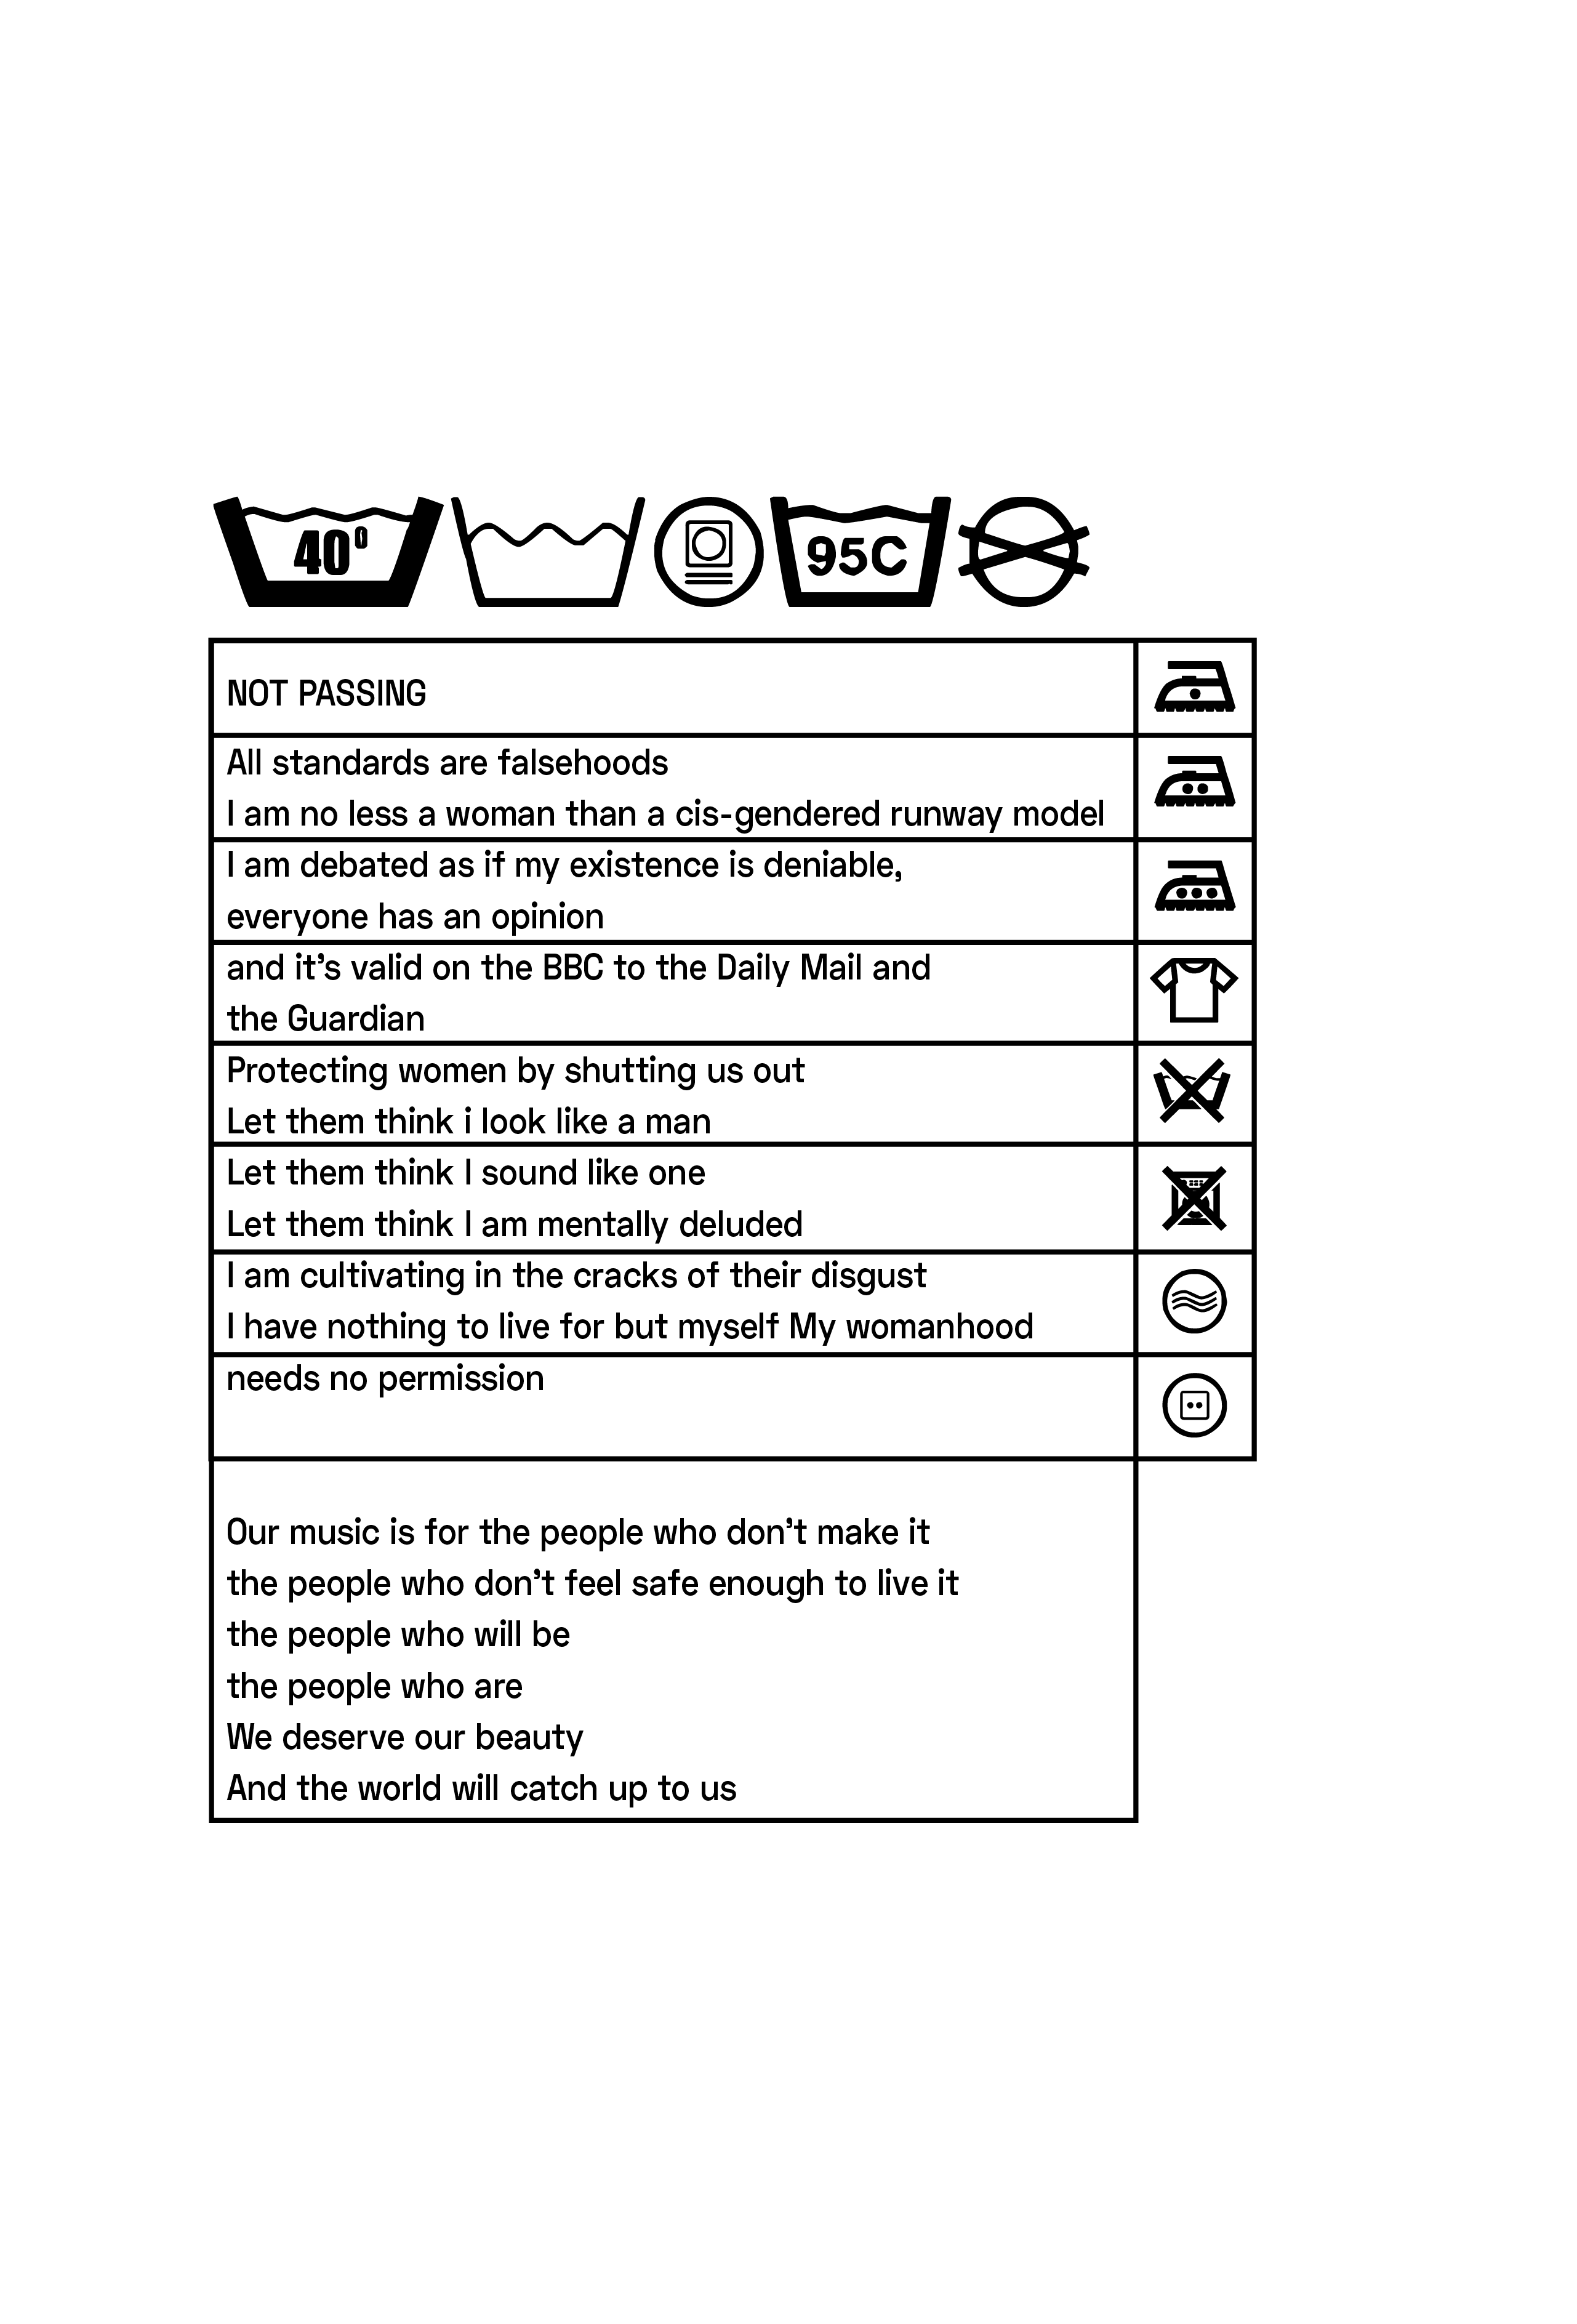 40º
95C
NOT PASSING
All standards are falsehoods
I am no less a woman than a cis-gendered runway model
I am debated as if my existence is deniable,
everyone has an opinion
and it’s valid on the BBC to the Daily Mail and
the Guardian
Protecting women by shutting us out
Let them think i look like a man
Let them think I sound like one
Let them think I am mentally deluded
I am cultivating in the cracks of their disgust
I have nothing to live for but myself My womanhood
needs no permission
Our music is for the people who don’t make it
the people who don’t feel safe enough to live it
the people who will be
the people who are
We deserve our beauty
And the world will catch up to us